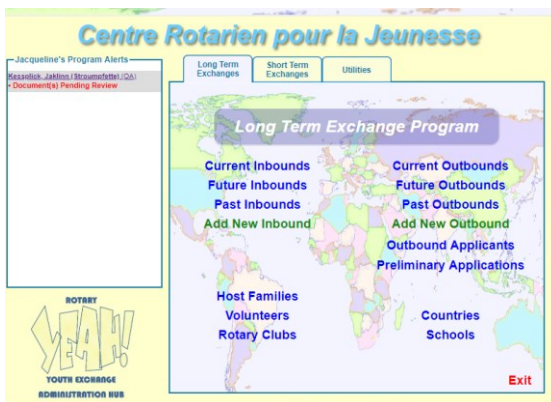 Centre Rotarien pour la Jeunesse
Jacqueline's Program Alerts
Kessplick, Jaklinn (Stroumpfette) (OA)
• Document(s) Pending Review
Long Term
Exchanges
Short Term
Exchanges
Utilities
Long Term Exchange Program
Current Inbounds
Future Inbounds
Past Inbounds
Add New Inbound
Current Outbounds
Future Outbounds
Past Outbounds
Add New Outbound
Outbound Applicants
Preliminary Applications
Host Families
Volunteers
Rotary Clubs
Countries
Schools
Exit
ROTARY
YEAH!
YOUTH EXCHANGE
ADMINISTRATION HUB